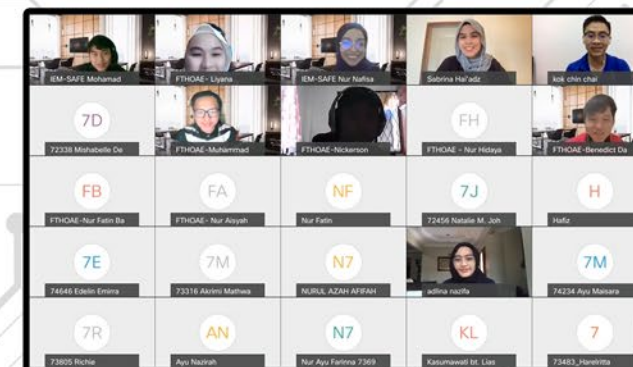 IEM-SAFE Mohamad
FTHOAE- Liyana
IEM-SAFE Nur Nafisa
Sabrina Hai'adz
kok chin chai
7D
72338 Mishabelle De
FTHOAE-Muhammad
FTHOAE-Nickerson
FH
FTHOAE - Nur Hidaya
FTHOAE-Benedict Da
FB
FTHOAE-Nur Fatin Ba
FA
FTHOAE- Nur Aisyah
NF
Nur Fatin
7J
72456 Natalie M. Joh
H
Hafiz
7E
74646 Edelin Emirra
7M
73316 Akrimi Mathwa
N7
NURUL AZAH AFIFAH
adlina nazifa
7M
74234 Ayu Maisara
7R
73805 Richie
AN
Ayu Nazirah
N7
Nur Ayu Farinna 7369
KL
Kasumawati bt. Lias
7
73483_Harelritta